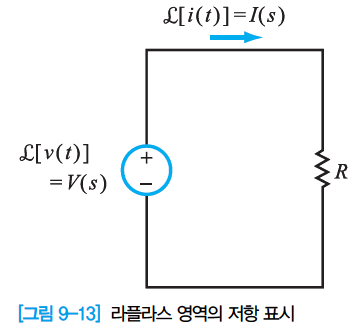 ℒ[i(t)]=I(s)
ℒ[v(t)]
=V(s)
+
−
R
[그림 9-13] 라플라스 영역의 저항 표시